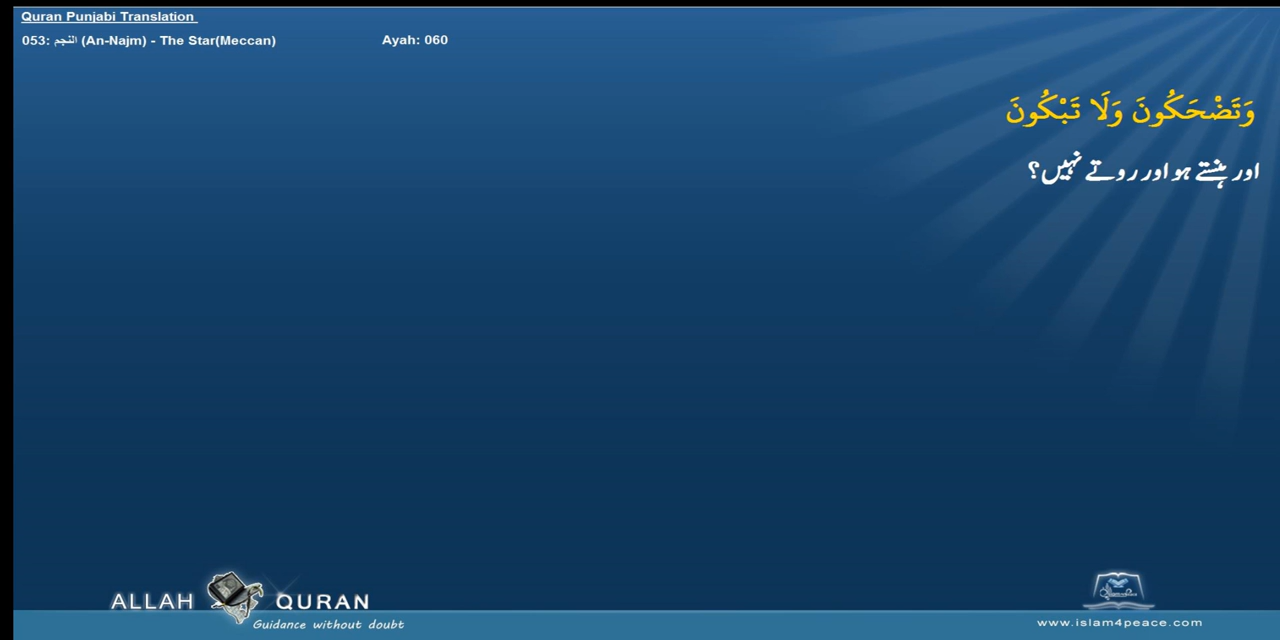 Quran Punjabi Translation
053: النجم (An-Najm) - The Star(Meccan)
Ayah: 060
وَتَضْحَكُونَ وَلَا تَبْكُونَ
اور ہنستے ہو اور روتے نہیں؟
ALLAH QURAN
Guidance without doubt
www.islam4peace.com